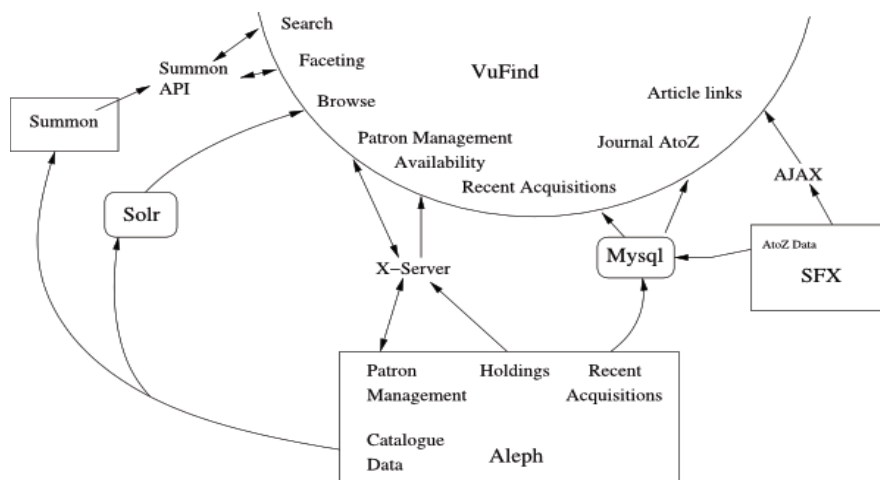 Search
Summon
API
Faceting
VuFind
Browse
Article links
Summon
Patron Management
Availability
Journal AtoZ
Recent Acquisitions
AJAX
Solr
Mysql
AtoZ Data
SFX
X-Server
Patron
Management
Holdings
Recent
Acquisitions
Catalogue
Data
Aleph